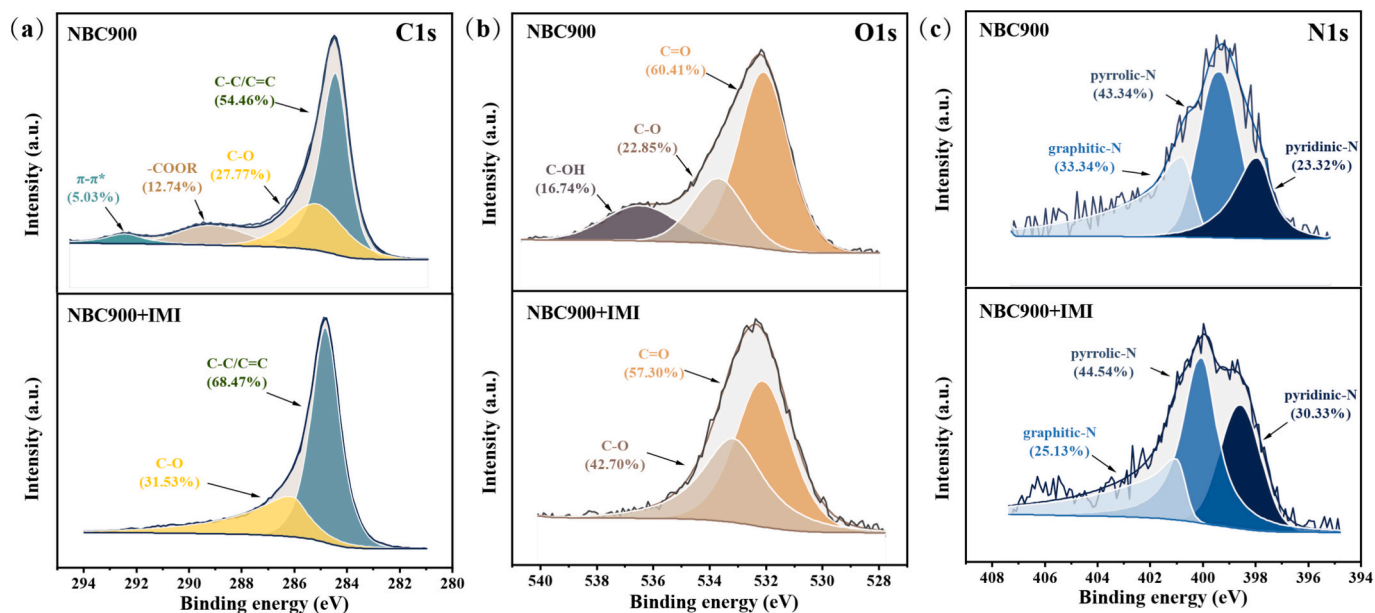 (a)
NBC900
C1s
C-C/C=C
(54.46%)
C-O
(27.77%)
-COOR
(12.74%)
π-π*
(5.03%)
Intensity (a.u.)
NBC900+IMI
C-C/C=C
(68.47%)
C-O
(31.53%)
Intensity (a.u.)
294 292 290 288 286 284 282 280
Binding energy (eV)
(b)
NBC900
O1s
C=O
(60.41%)
C-O
(22.85%)
C-OH
(16.74%)
Intensity (a.u.)
NBC900+IMI
C=O
(57.30%)
C-O
(42.70%)
Intensity (a.u.)
540 538 536 534 532 530 528
Binding energy (eV)
(c)
NBC900
N1s
pyrrolic-N
(43.34%)
graphitic-N
(33.34%)
pyridinic-N
(23.32%)
Intensity (a.u.)
NBC900+IMI
pyrrolic-N
(44.54%)
pyridinic-N
(30.33%)
graphitic-N
(25.13%)
Intensity (a.u.)
408 406 404 402 400 398 396 394
Binding energy (eV)